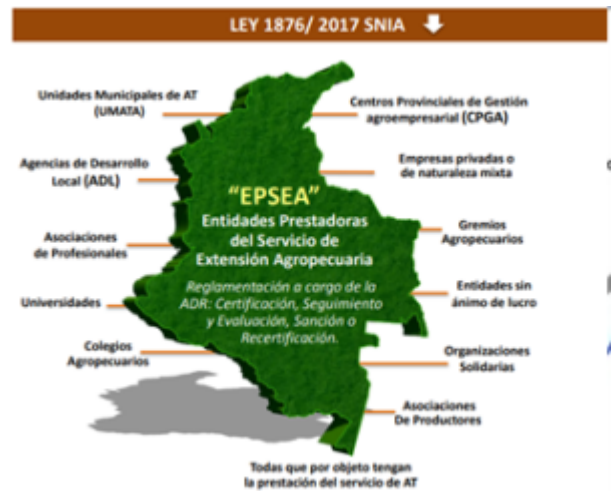 LEY 1876/ 2017 SNIA
Unidades Municipales de AT
(UMATA)
Centros Provinciales de Gestión
agroempresarial (CPGA)
Agencias de Desarrollo
Local (ADL)
Empresas privadas o
de naturaleza mixta
"EPSEA"
Entidades Prestadoras
del Servicio de
Extensión Agropecuaria
Gremios
Agropecuarios
Asociaciones
de Profesionales
Reglamentación a cargo de la
ADR: Certificación, Seguimiento
y Evaluación, Sanción o
Recertificación.
Entidades sin
ánimo de lucro
Universidades
Colegios
Agropecuarios
Organizaciones
Solidarias
Asociaciones
De Productores
Todas que por objeto tengan
la prestación del servicio de AT